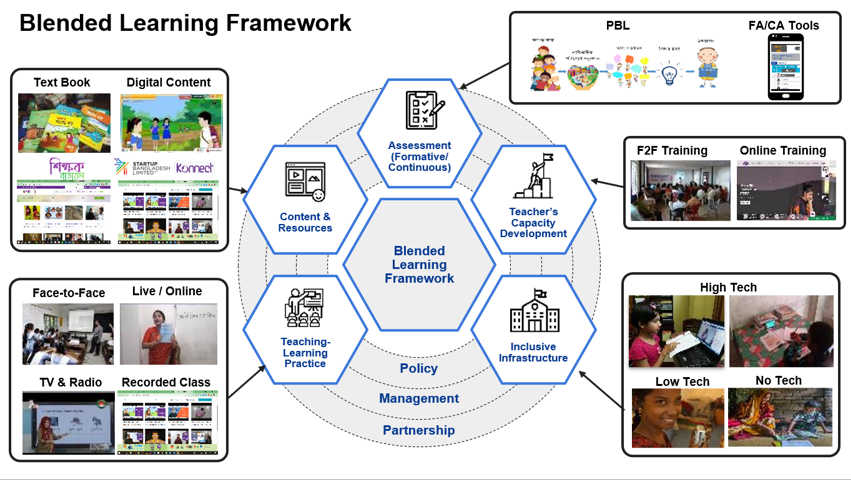 Blended Learning Framework
PBL
FA/CA Tools
Text Book
Digital Content
শিক্ষক
বাতায়ন
STARTUP
BANGLADESH
LIMITED
Konnect
Assessment
(Formative/
Continuous)
F2F Training
Online Training
Content &
Resources
Teacher's
Capacity
Development
Blended
Learning
Framework
Face-to-Face
Live / Online
TV & Radio
Recorded Class
Teaching-
Learning
Practice
Inclusive
Infrastructure
High Tech
Low Tech
No Tech
Policy
Management
Partnership